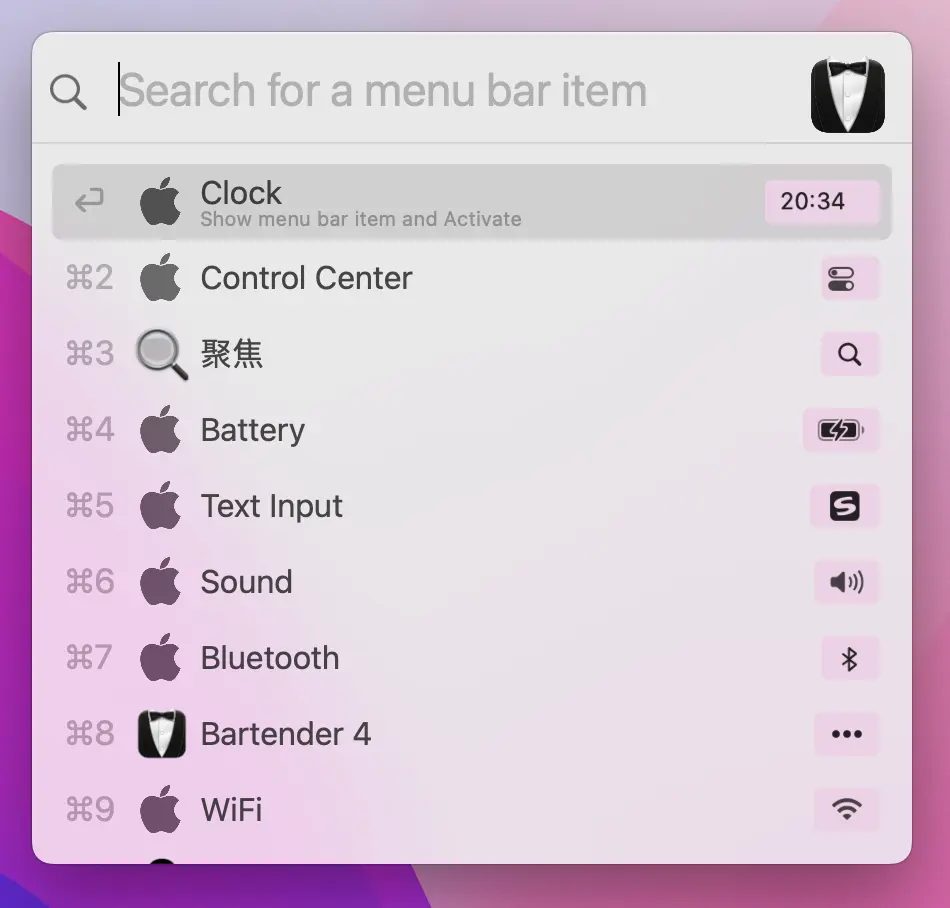 Search for a menu bar item
Clock
20:34
Show menu bar item and Activate
⌘2 Control Center
⌘3 聚焦
⌘4 Battery
⌘5 Text Input
⌘6 Sound
⌘7 Bluetooth
⌘8 Bartender 4
⌘9 WiFi